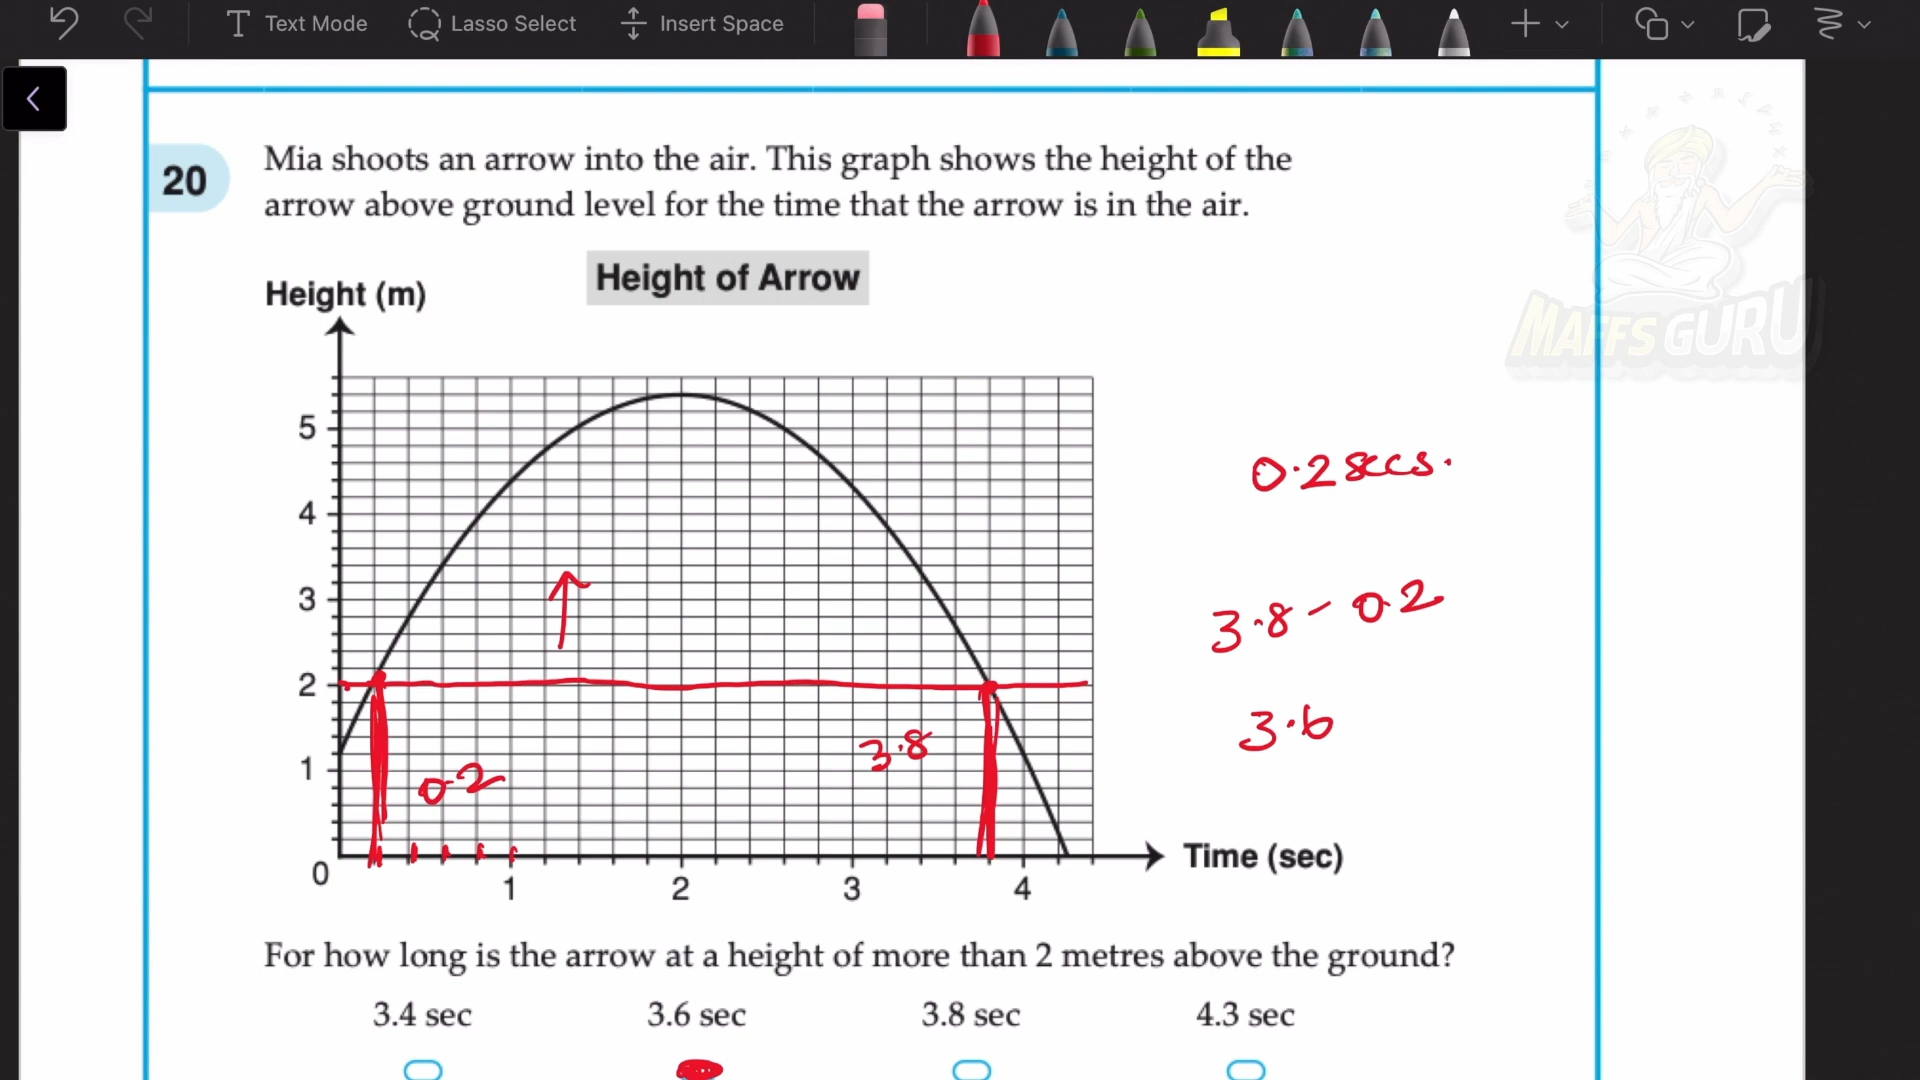 Text Mode
Lasso Select
Insert Space
MAFFSGURU
20
Mia shoots an arrow into the air. This graph shows the height of the
arrow above ground level for the time that the arrow is in the air.
Height of Arrow
Height (m)
5
4
3
2
1
0
1
2
3
4
Time (sec)
0.2
3.8
0.2 secs.
3.8 - 0.2
3.6
For how long is the arrow at a height of more than 2 metres above the ground?
3.4 sec
3.6 sec
3.8 sec
4.3 sec